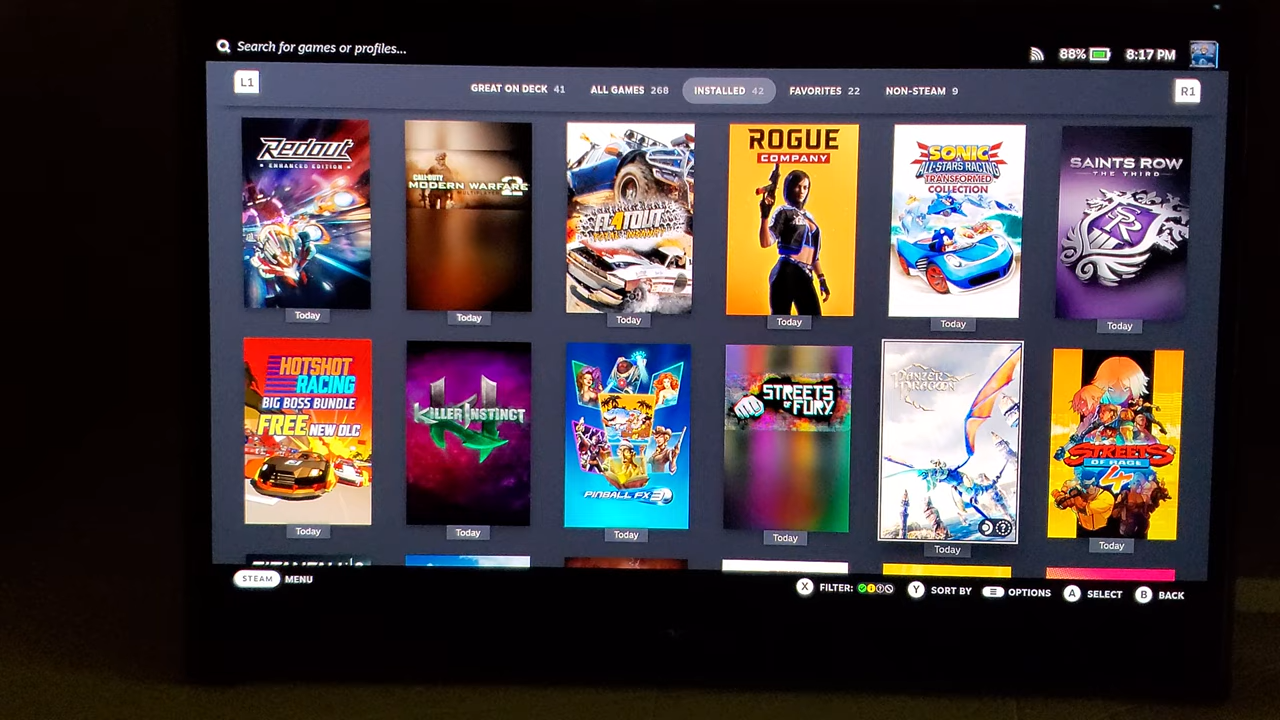 Search for games or profiles...
88% 8:17 PM
L1 GREAT ON DECK 41 ALL GAMES 268 INSTALLED 42 FAVORITES 22 NON-STEAM 9 R1
Redout
ENHANCED EDITION
CALL OF DUTY
MODERN WARFARE
2
FLATOUT
ROGUE
COMPANY
SONIC
ALL-STARS RACING
TRANSFORMED
COLLECTION
SAINTS ROW
THE THIRD
Today Today Today Today Today Today
HOTSHOT
RACING
BIG BOSS BUNDLE
FREE NEW DLC
KILLER INSTINCT
PINBALL FX3
STREETS
OF FURY
PANZER
DRAGOON
STREETS
OF RAGE
4
Today Today Today Today Today Today
STEAM MENU X FILTER: Y SORT BY OPTIONS A SELECT B BACK